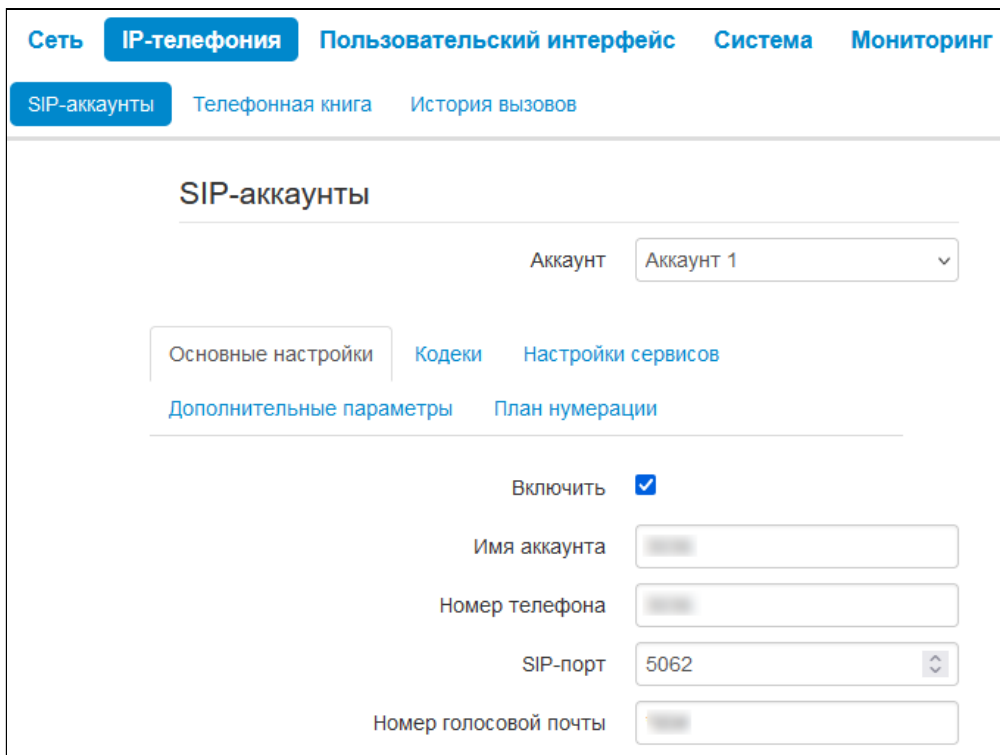 Сеть IP-телефония Пользовательский интерфейс Система Мониторинг
SIP-аккаунты Телефонная книга История вызовов
SIP-аккаунты
Аккаунт Аккаунт 1
Основные настройки Кодеки Настройки сервисов
Дополнительные параметры План нумерации
Включить
Имя аккаунта
Номер телефона
SIP-порт 5062
Номер голосовой почты